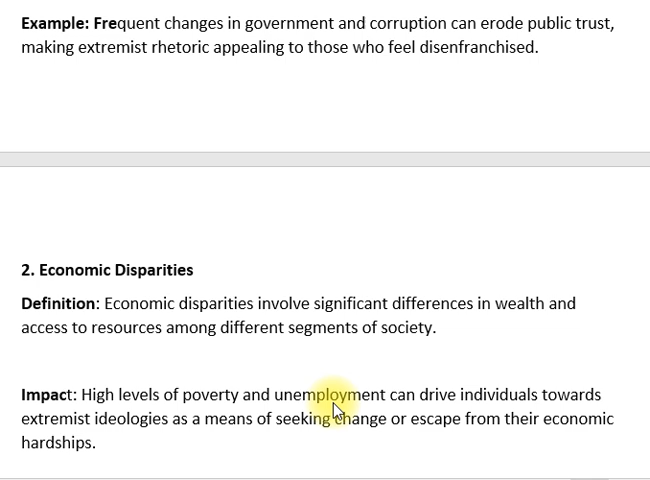 Example: Frequent changes in government and corruption can erode public trust,
making extremist rhetoric appealing to those who feel disenfranchised.
2. Economic Disparities
Definition: Economic disparities involve significant differences in wealth and
access to resources among different segments of society.
Impact: High levels of poverty and unemployment can drive individuals towards
extremist ideologies as a means of seeking change or escape from their economic
hardships.